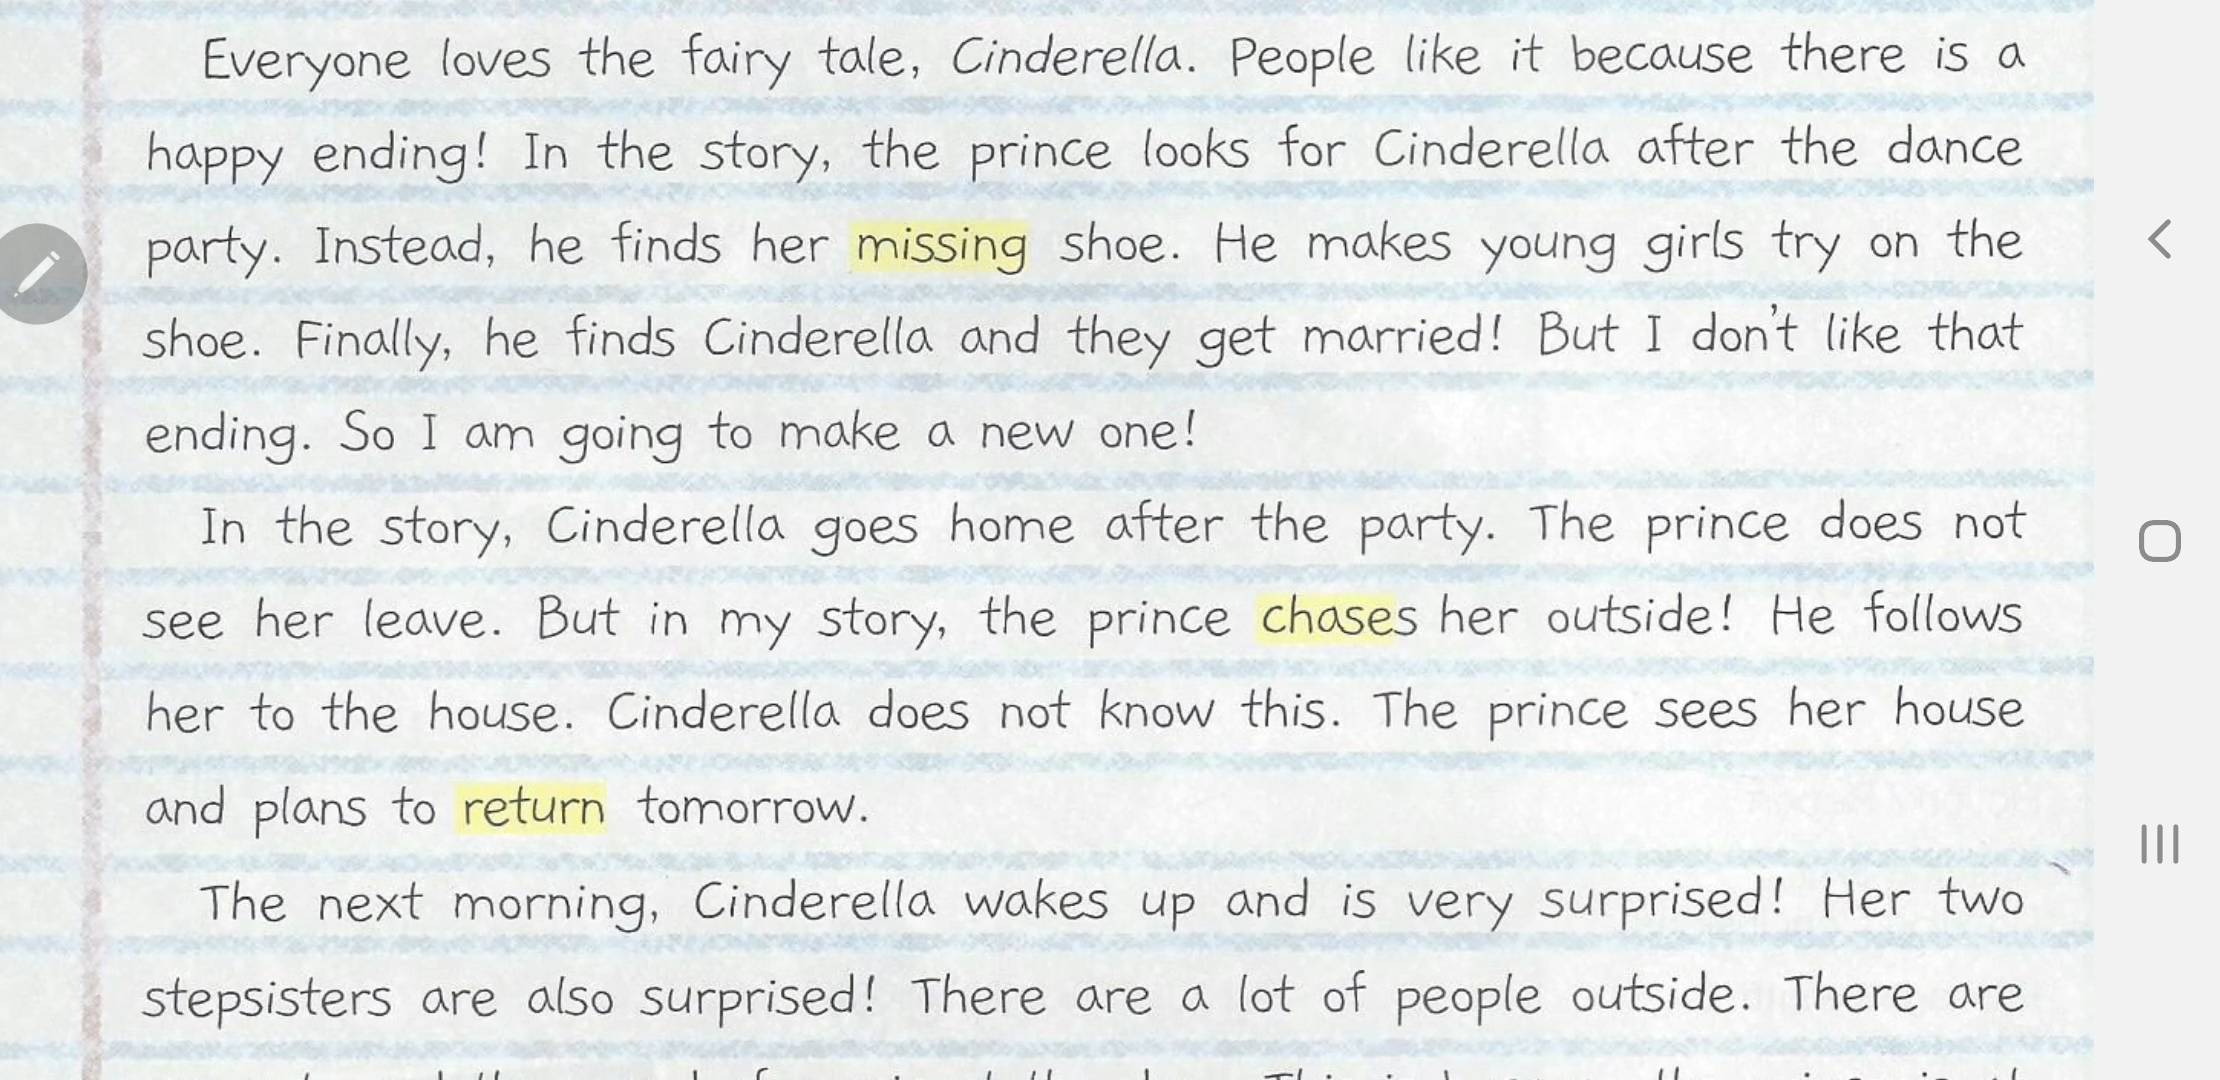 Everyone loves the fairy tale, Cinderella. People like it because there is a
happy ending! In the story, the prince looks for Cinderella after the dance
party. Instead, he finds her missing shoe. He makes young girls try on the
shoe. Finally, he finds Cinderella and they get married! But I don't like that
ending. So I am going to make a new one!
In the story, Cinderella goes home after the party. The prince does not
see her leave. But in my story, the prince chases her outside! He follows
her to the house. Cinderella does not know this. The prince sees her house
and plans to return tomorrow.
The next morning, Cinderella wakes up and is very surprised! Her two
stepsisters are also surprised! There are a lot of people outside. There are